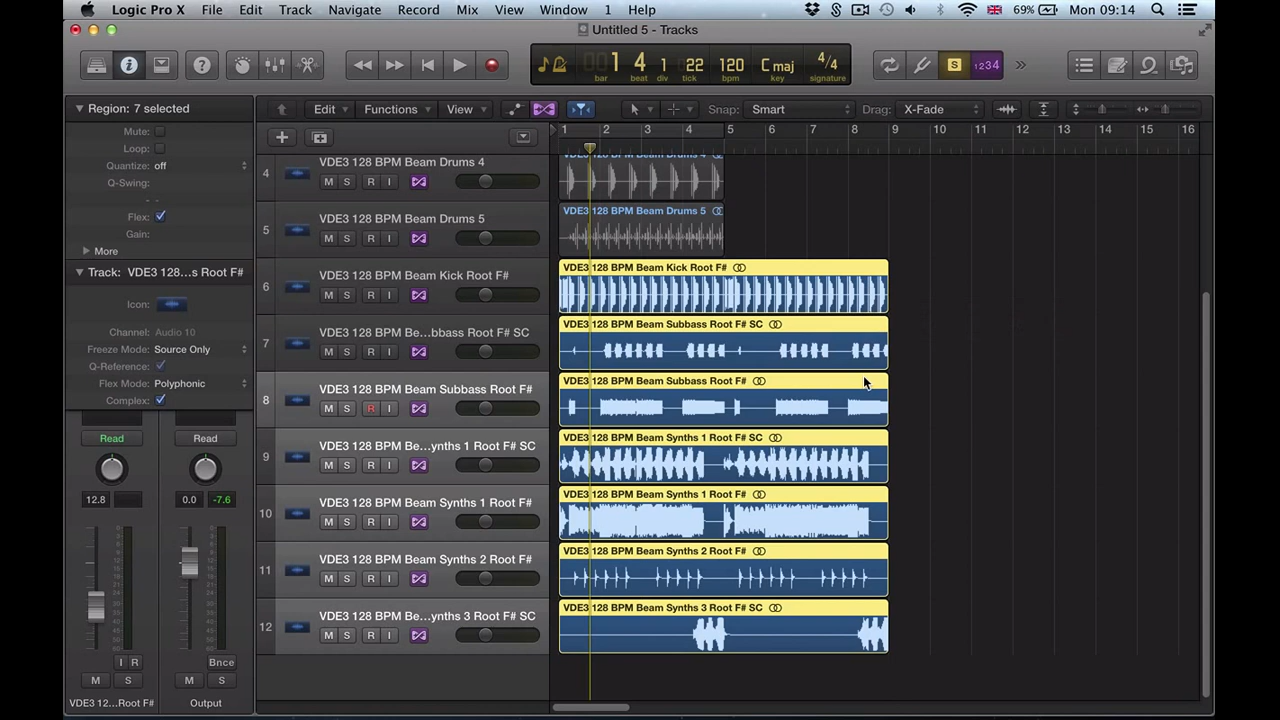 Logic Pro X File Edit Track Navigate Record Mix View Window 1 Help 69% Mon 09:14
Untitled 5 - Tracks
001 4 1 22 120 C maj 4/4
bar beat div tick bpm key signature
S 1234
Region: 7 selected
Mute:
Loop:
Quantize: off
Q-Swing:
Flex:
Gain:
More
Track: VDE3 128...s Root F#
Icon:
Channel: Audio 10
Freeze Mode: Source Only
Q-Reference:
Flex Mode: Polyphonic
Complex:
Read Read
12.8 0.0 -7.6
I R Bnce
M S M S
VDE3 12...Root F# Output
Edit Functions View Snap: Smart Drag: X-Fade
1 2 3 4 5 6 7 8 9 10 11 12 13 14 15 16
4 VDE3 128 BPM Beam Drums 4
M S R I
VDE3 128 BPM Beam Drums 4
5 VDE3 128 BPM Beam Drums 5
M S R I
VDE3 128 BPM Beam Drums 5
6 VDE3 128 BPM Beam Kick Root F#
M S R I
VDE3 128 BPM Beam Kick Root F#
7 VDE3 128 BPM Be...bbass Root F# SC
M S R I
VDE3 128 BPM Beam Subbass Root F# SC
8 VDE3 128 BPM Beam Subbass Root F#
M S R I
VDE3 128 BPM Beam Subbass Root F#
9 VDE3 128 BPM Be...ynths 1 Root F# SC
M S R I
VDE3 128 BPM Beam Synths 1 Root F# SC
10 VDE3 128 BPM Beam Synths 1 Root F#
M S R I
VDE3 128 BPM Beam Synths 1 Root F#
11 VDE3 128 BPM Beam Synths 2 Root F#
M S R I
VDE3 128 BPM Beam Synths 2 Root F#
12 VDE3 128 BPM Be...ynths 3 Root F# SC
M S R I
VDE3 128 BPM Beam Synths 3 Root F# SC